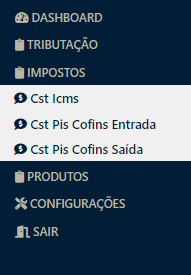 DASHBOARD
TRIBUTAÇÃO
IMPOSTOS
Cst Icms
Cst Pis Cofins Entrada
Cst Pis Cofins Saída
PRODUTOS
CONFIGURAÇÕES
SAIR